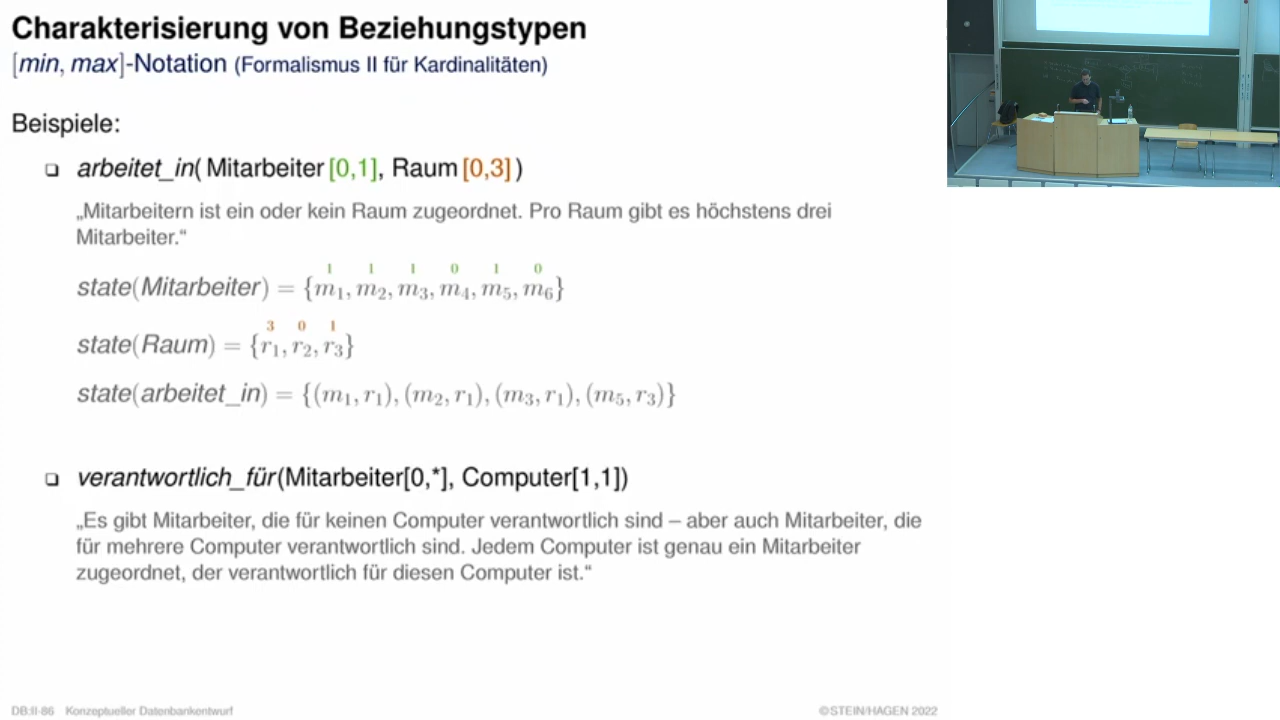 Charakterisierung von Beziehungstypen
[min, max]-Notation (Formalismus II für Kardinalitäten)
Beispiele:
❑ arbeitet_in( Mitarbeiter [0,1], Raum [0,3] )
„Mitarbeitern ist ein oder kein Raum zugeordnet. Pro Raum gibt es höchstens drei
Mitarbeiter.“
1 1 1 0 1 0
state(Mitarbeiter) = {m₁, m₂, m₃, m₄, m₅, m₆}
3 0 1
state(Raum) = {r₁, r₂, r₃}
state(arbeitet_in) = {(m₁, r₁), (m₂, r₁), (m₃, r₁), (m₅, r₃)}
❑ verantwortlich_für(Mitarbeiter[0,*], Computer[1,1])
„Es gibt Mitarbeiter, die für keinen Computer verantwortlich sind – aber auch Mitarbeiter, die
für mehrere Computer verantwortlich sind. Jedem Computer ist genau ein Mitarbeiter
zugeordnet, der verantwortlich für diesen Computer ist.“
DB:II-86 Konzeptueller Datenbankentwurf
©STEIN/HAGEN 2022